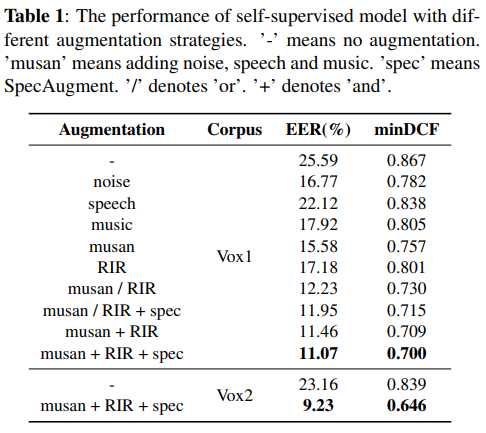 Table 1: The performance of self-supervised model with dif-
ferent augmentation strategies. ’-’ means no augmentation.
’musan’ means adding noise, speech and music. ’spec’ means
SpecAugment. ’/’ denotes ’or’. ’+’ denotes ’and’.
Augmentation Corpus EER(%) minDCF
- 25.59 0.867
noise 16.77 0.782
speech 22.12 0.838
music 17.92 0.805
musan 15.58 0.757
Vox1
RIR 17.18 0.801
musan / RIR 12.23 0.730
musan / RIR + spec 11.95 0.715
musan + RIR 11.46 0.709
musan + RIR + spec 11.07 0.700
- 23.16 0.839
Vox2
musan + RIR + spec 9.23 0.646